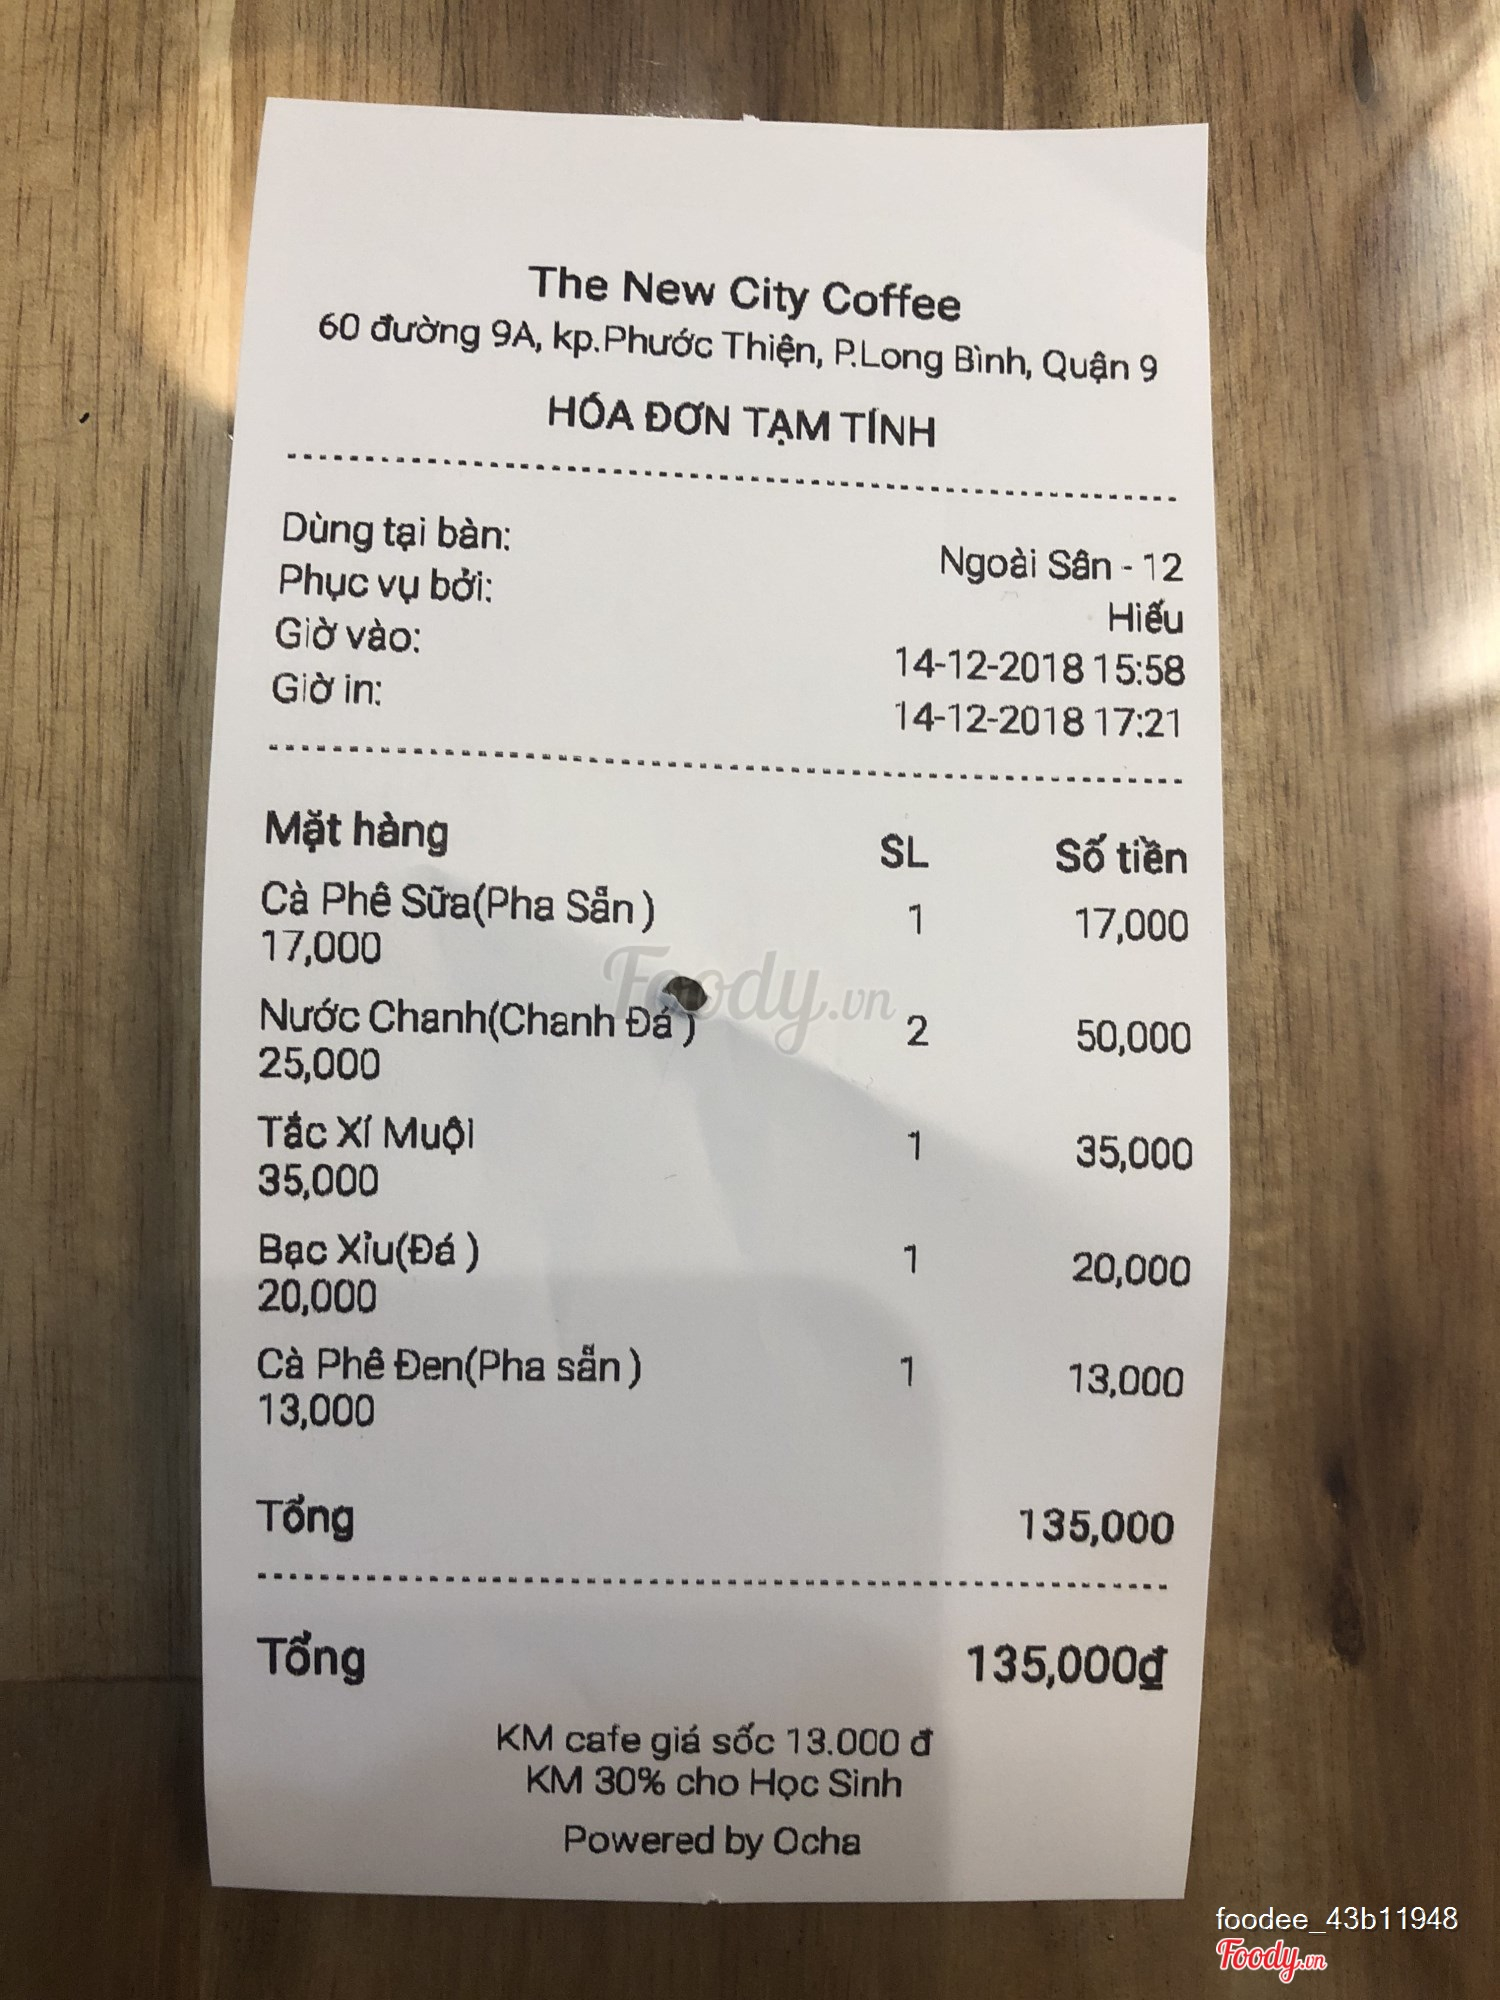 The New City Coffee
60 đường 9A, kp.Phước Thiện, P.Long Bình, Quận 9
HÓA ĐƠN TẠM TÍNH
Dùng tại bàn: Ngoài Sân - 12
Phục vụ bởi: Hiếu
Giờ vào: 14-12-2018 15:58
Giờ in: 14-12-2018 17:21
Mặt hàng SL Số tiền
Cà Phê Sữa(Pha Sẵn ) 1 17,000
17,000
Foody.vn
Nước Chanh(Chanh Đá ) 2 50,000
25,000
Tắc Xí Muội 1 35,000
35,000
Bạc Xỉu(Đá ) 1 20,000
20,000
Cà Phê Đen(Pha sẵn ) 1 13,000
13,000
Tổng 135,000
Tổng 135,000₫
KM cafe giá sốc 13.000 đ
KM 30% cho Học Sinh
Powered by Ocha
foodee_43b11948
Foody.vn